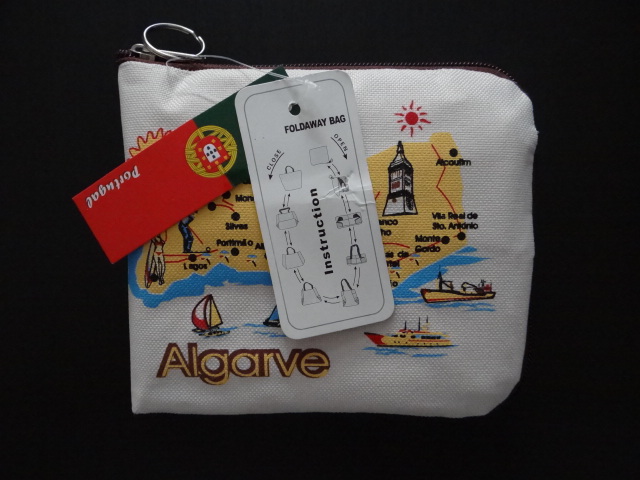 Portugal
FOLDAWAY BAG
CLOSE
OPEN
Instruction
Alcoutim
Silves
Vila Real de
Sto. António
Portimão
Monte
Gordo
Lagos
Algarve